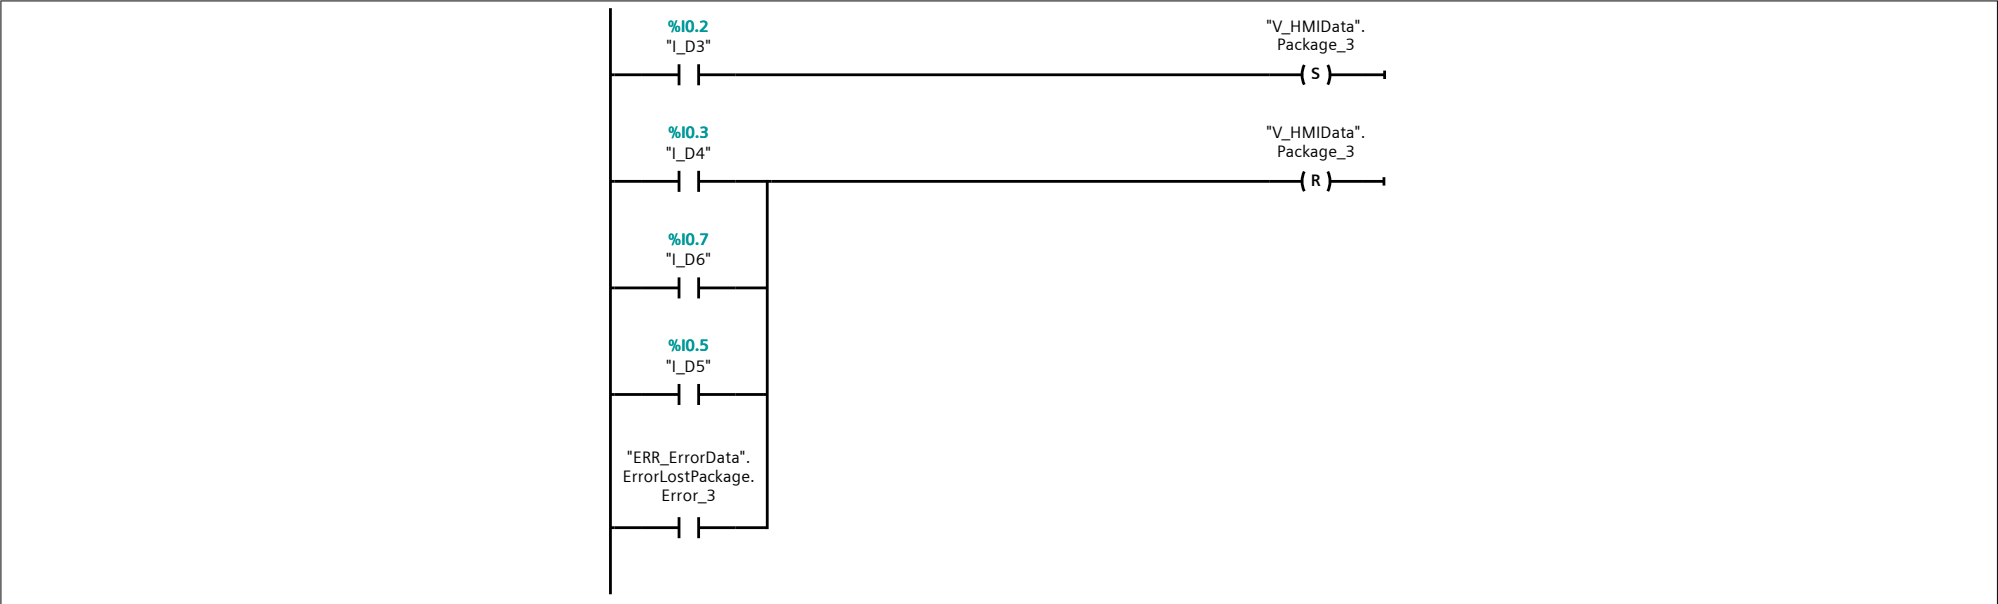 %I0.2
"I_D3"
"V_HMIData".
Package_3
S
%I0.3
"I_D4"
"V_HMIData".
Package_3
R
%I0.7
"I_D6"
%I0.5
"I_D5"
"ERR_ErrorData".
ErrorLostPackage.
Error_3